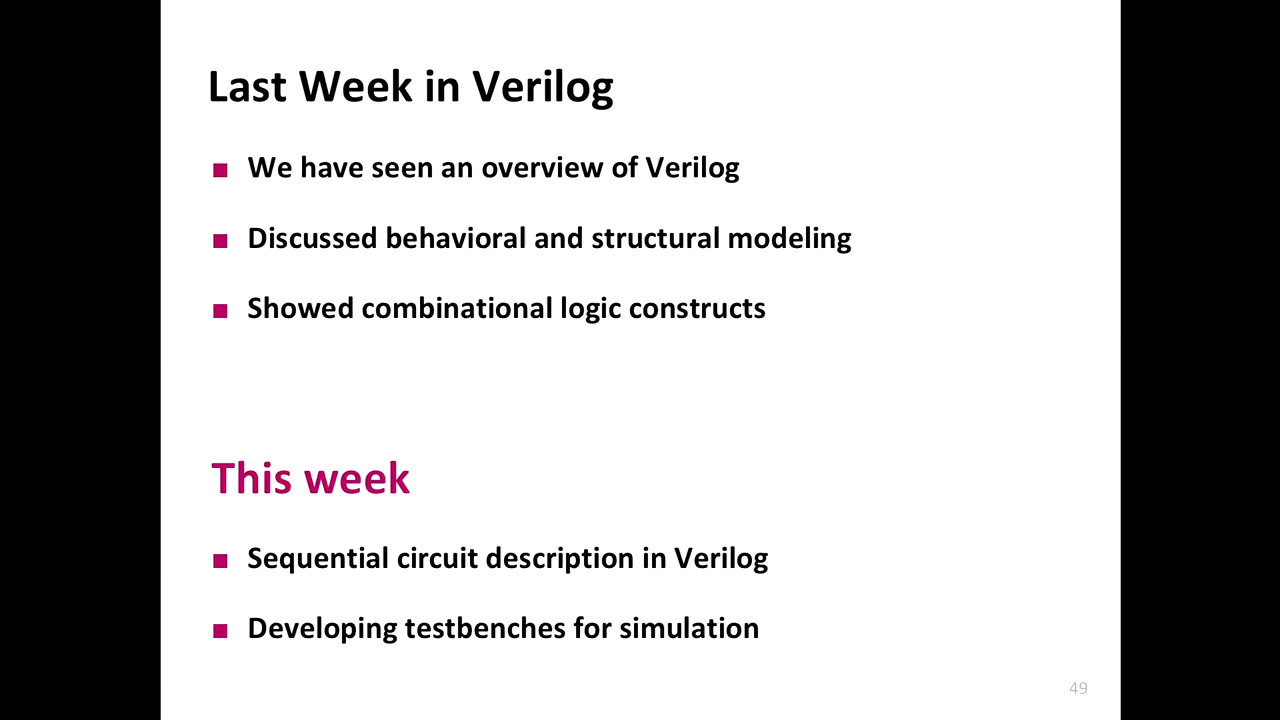 Last Week in Verilog
We have seen an overview of Verilog
Discussed behavioral and structural modeling
Showed combinational logic constructs
This week
Sequential circuit description in Verilog
Developing testbenches for simulation
49